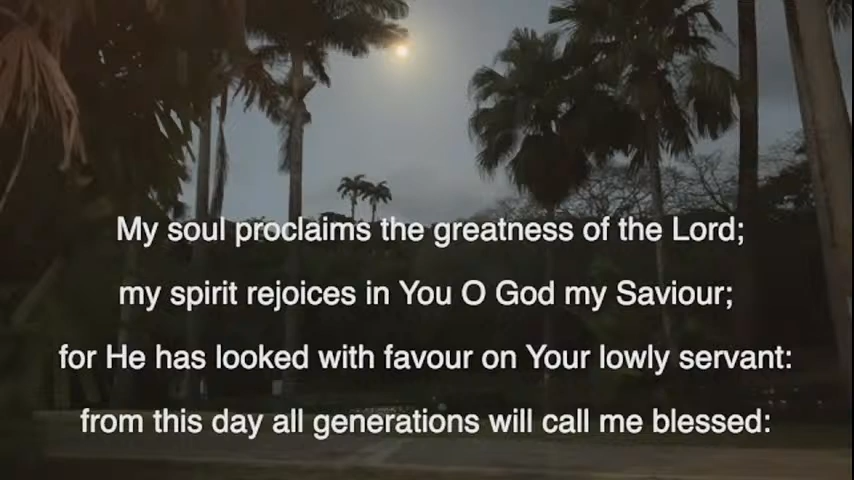 My soul proclaims the greatness of the Lord;
my spirit rejoices in You O God my Saviour;
for He has looked with favour on Your lowly servant:
from this day all generations will call me blessed: